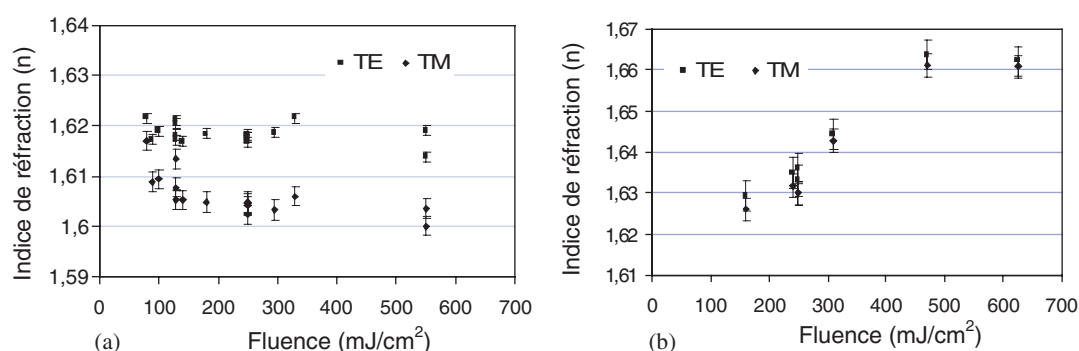 1,64
1,63
1,62
1,61
1,6
1,59
Indice de réfraction (n)
TE TM
0 100 200 300 400 500 600 700
(a)
Fluence (mJ/cm²)
1,67
1,66
1,65
1,64
1,63
1,62
1,61
Indice de réfraction (n)
TE TM
0 100 200 300 400 500 600 700
(b)
Fluence (mJ/cm²)